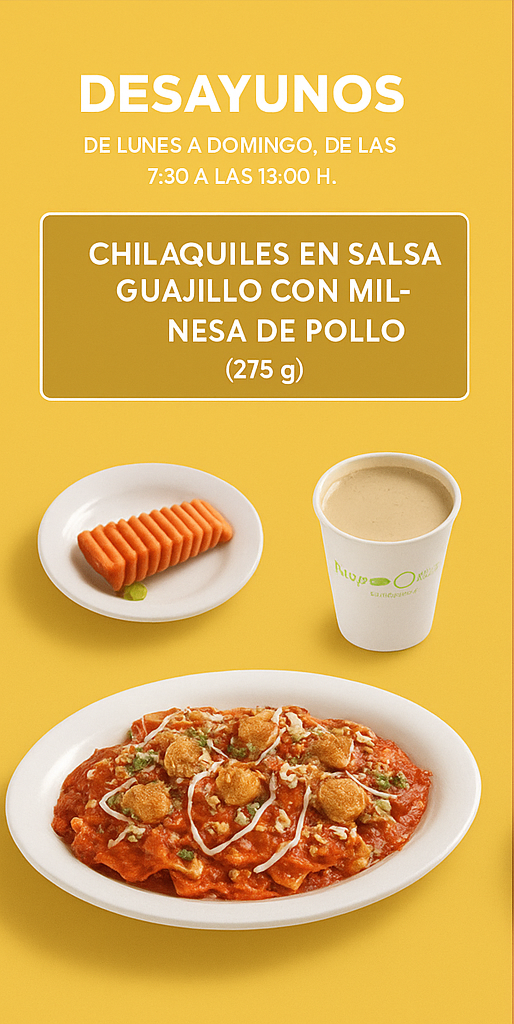 DESAYUNOS
DE LUNES A DOMINGO, DE LAS
7:30 A LAS 13:00 H.
CHILAQUILES EN SALSA
GUAJILLO CON MIL-
NESA DE POLLO
(275 g)